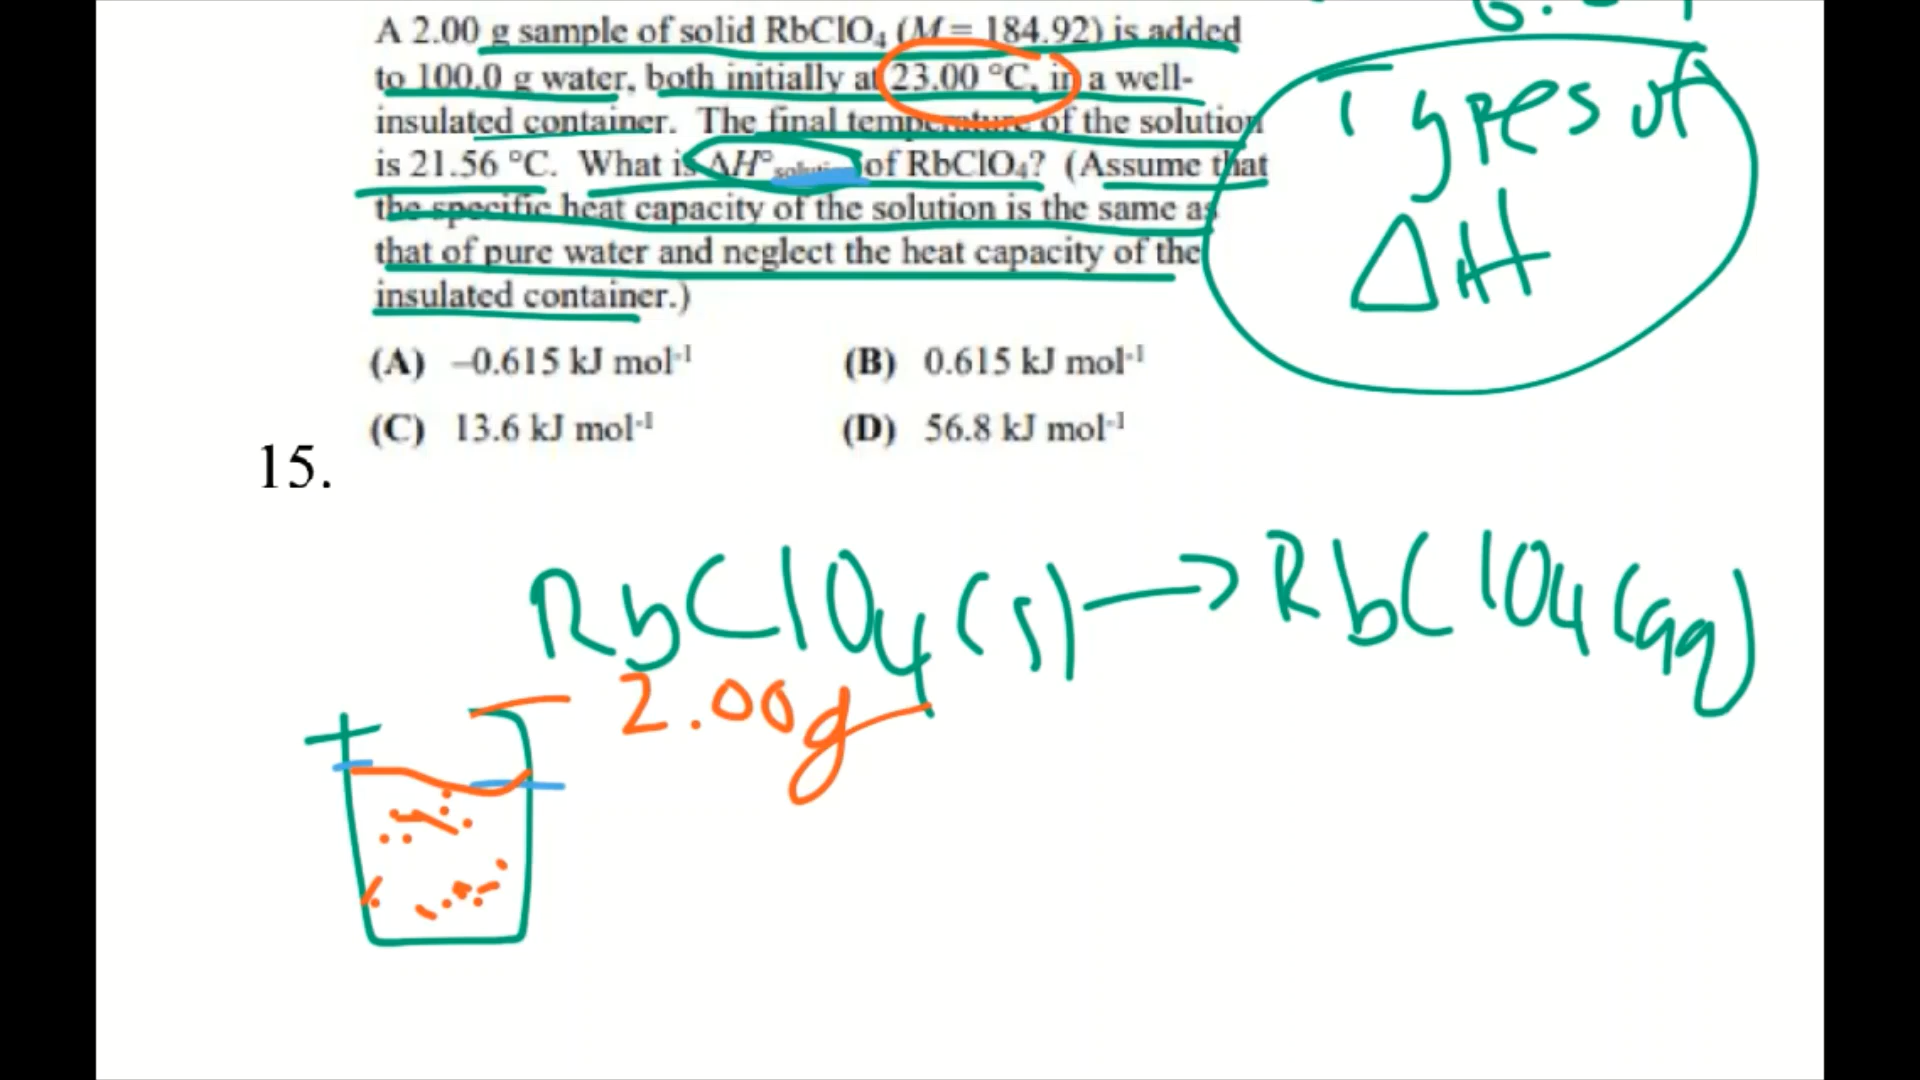 A 2.00 g sample of solid RbClO₄ (M = 184.92) is added
to 100.0 g water, both initially at 23.00 °C, in a well-
insulated container. The final temperature of the solution
is 21.56 °C. What is ΔH°solution of RbClO₄? (Assume that
the specific heat capacity of the solution is the same as
that of pure water and neglect the heat capacity of the
insulated container.)
(A) –0.615 kJ mol⁻¹ (B) 0.615 kJ mol⁻¹
(C) 13.6 kJ mol⁻¹ (D) 56.8 kJ mol⁻¹
15.
Types of
ΔH
RbClO4(s) → RbClO4(aq)
2.00g